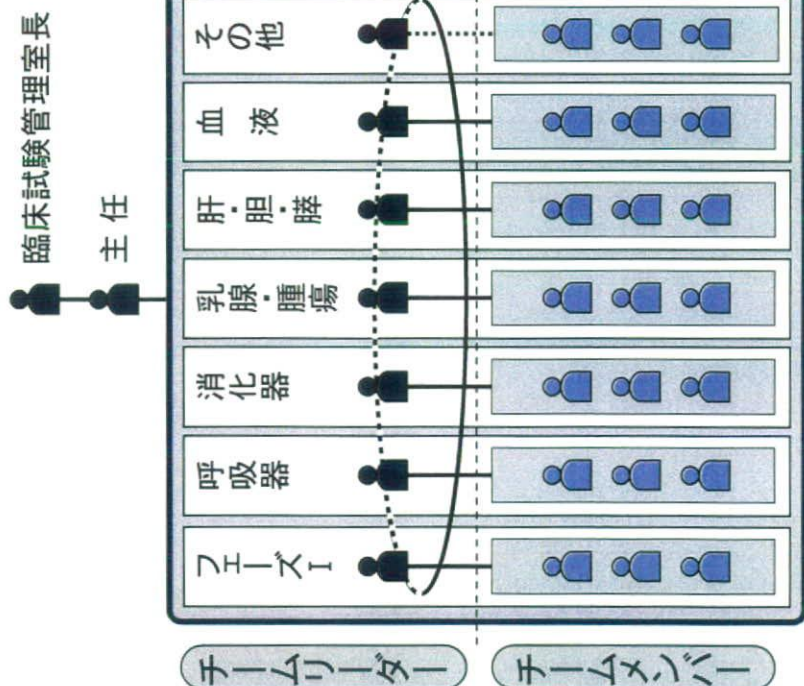 臨床試験管理室長
主任
チームリーダー
フェーズI
呼吸器
消化器
乳腺・腫瘍
肝・胆・膵
血液
その他
チームメンバー